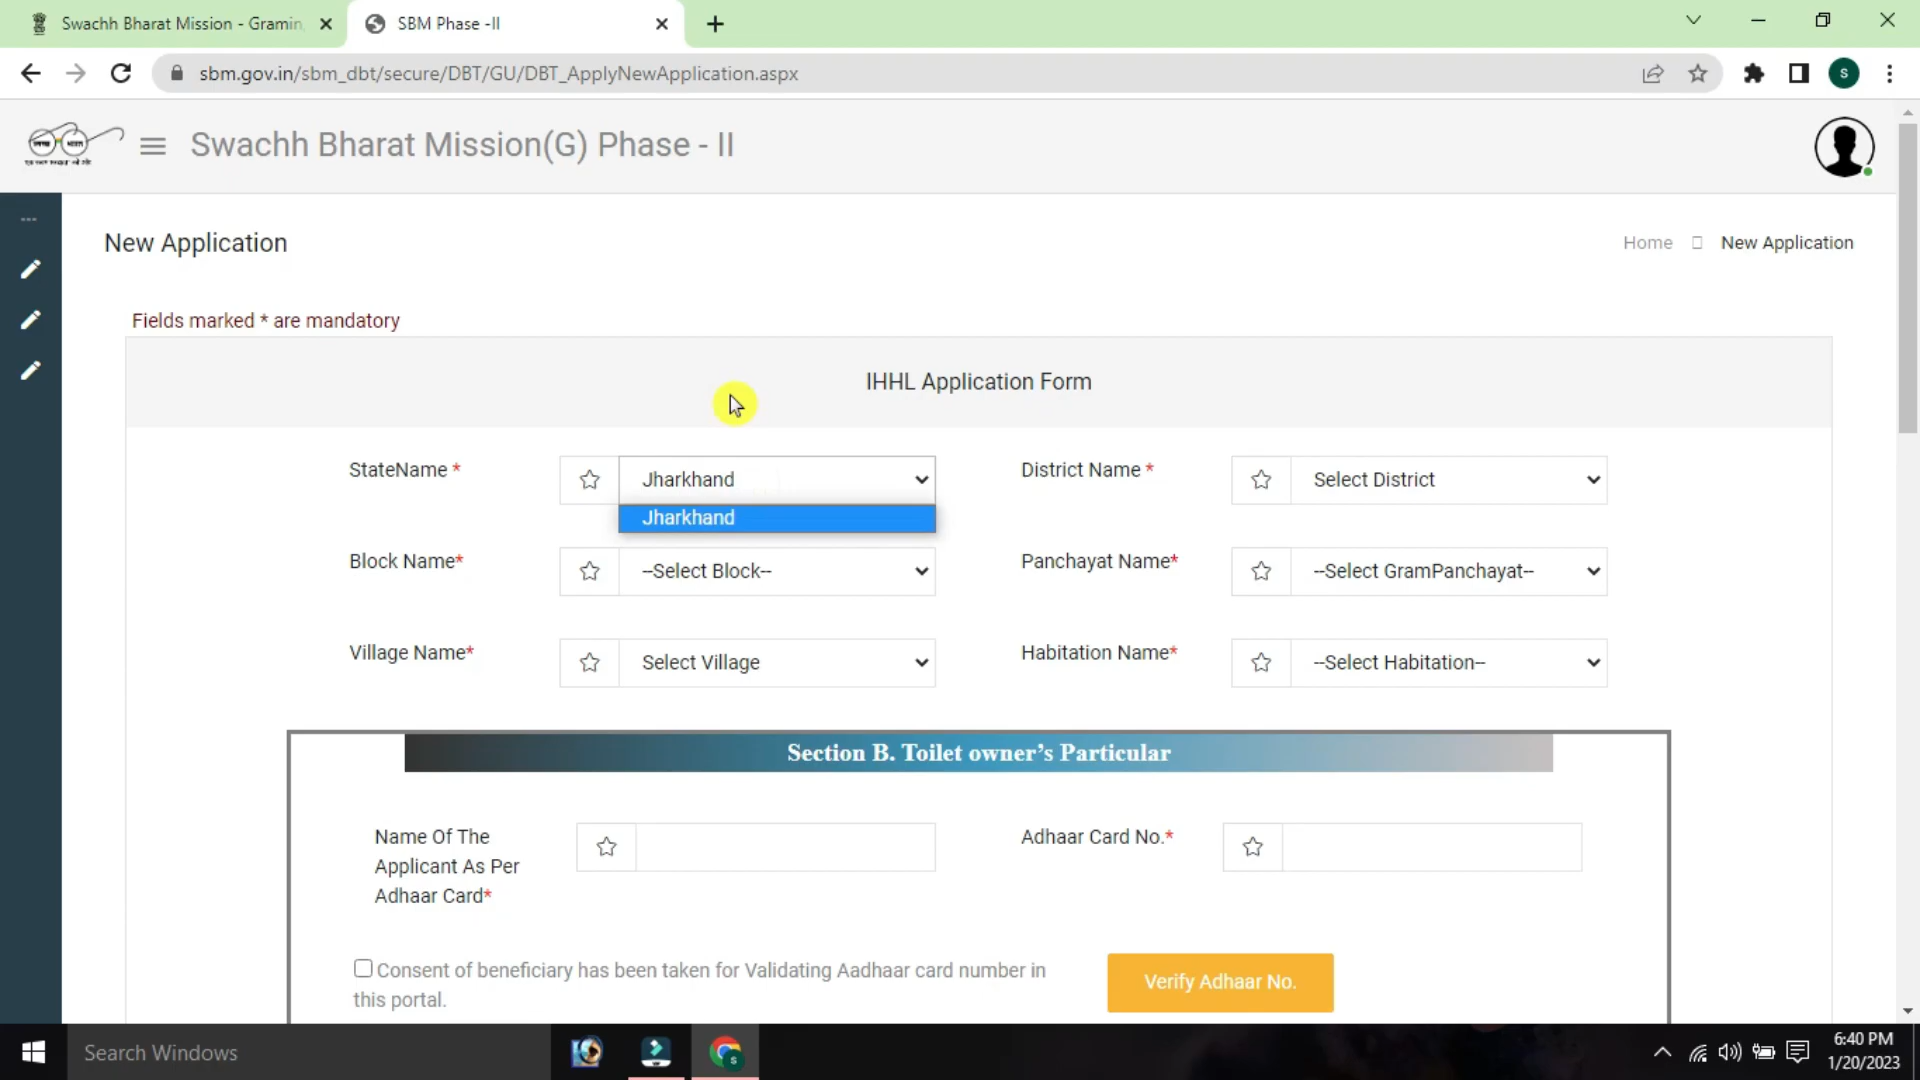 Swachh Bharat Mission - Gramin,
SBM Phase -II
sbm.gov.in/sbm_dbt/secure/DBT/GU/DBT_ApplyNewApplication.aspx
S
Swachh Bharat Mission(G) Phase - II
New Application
Home New Application
Fields marked * are mandatory
IHHL Application Form
StateName * Jharkhand District Name * Select District
Jharkhand
Block Name* --Select Block-- Panchayat Name* --Select GramPanchayat--
Village Name* Select Village Habitation Name* --Select Habitation--
Section B. Toilet owner’s Particular
Name Of The
Applicant As Per
Adhaar Card*
Adhaar Card No.*
Consent of beneficiary has been taken for Validating Aadhaar card number in
this portal.
Verify Adhaar No.
Search Windows
S
6:40 PM
1/20/2023